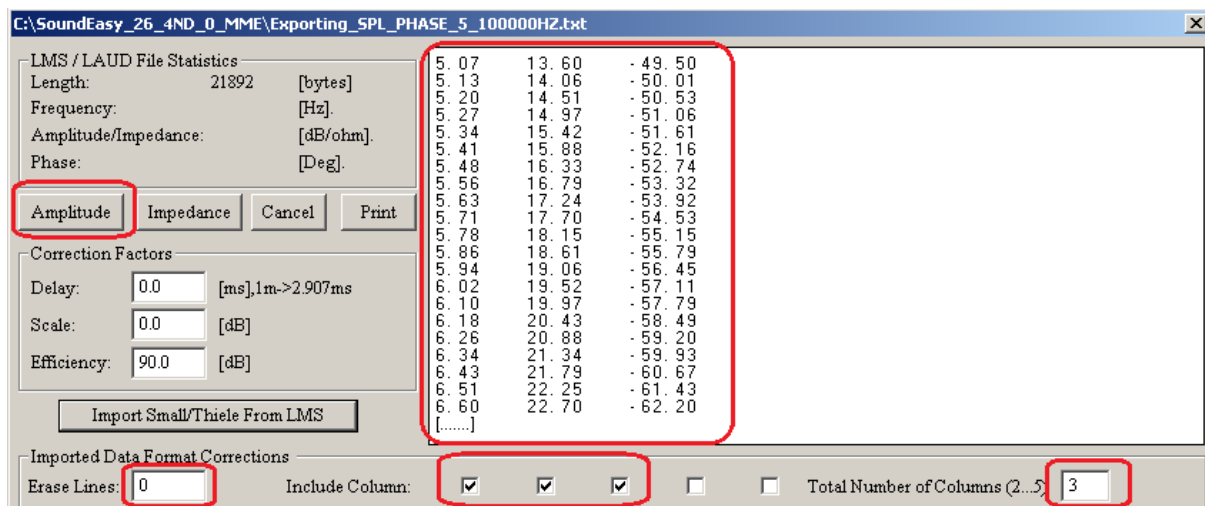 C:\SoundEasy_26_4ND_0_MME\Exporting_SPL_PHASE_5_100000HZ.txt
LMS / LAUD File Statistics
Length: 21892 [bytes]
Frequency: [Hz].
Amplitude/Impedance: [dB/ohm].
Phase: [Deg].
Amplitude Impedance Cancel Print
Correction Factors
Delay: 0.0 [ms],1m->2.907ms
Scale: 0.0 [dB]
Efficiency: 90.0 [dB]
Import Small/Thiele From LMS
5.07 13.60 -49.50
5.13 14.06 -50.01
5.20 14.51 -50.53
5.27 14.97 -51.06
5.34 15.42 -51.61
5.41 15.88 -52.16
5.48 16.33 -52.74
5.56 16.79 -53.32
5.63 17.24 -53.92
5.71 17.70 -54.53
5.78 18.15 -55.15
5.86 18.61 -55.79
5.94 19.06 -56.45
6.02 19.52 -57.11
6.10 19.97 -57.79
6.18 20.43 -58.49
6.26 20.88 -59.20
6.34 21.34 -59.93
6.43 21.79 -60.67
6.51 22.25 -61.43
6.60 22.70 -62.20
[.......]
Imported Data Format Corrections
Erase Lines: 0 Include Column: Total Number of Columns (2...5) 3